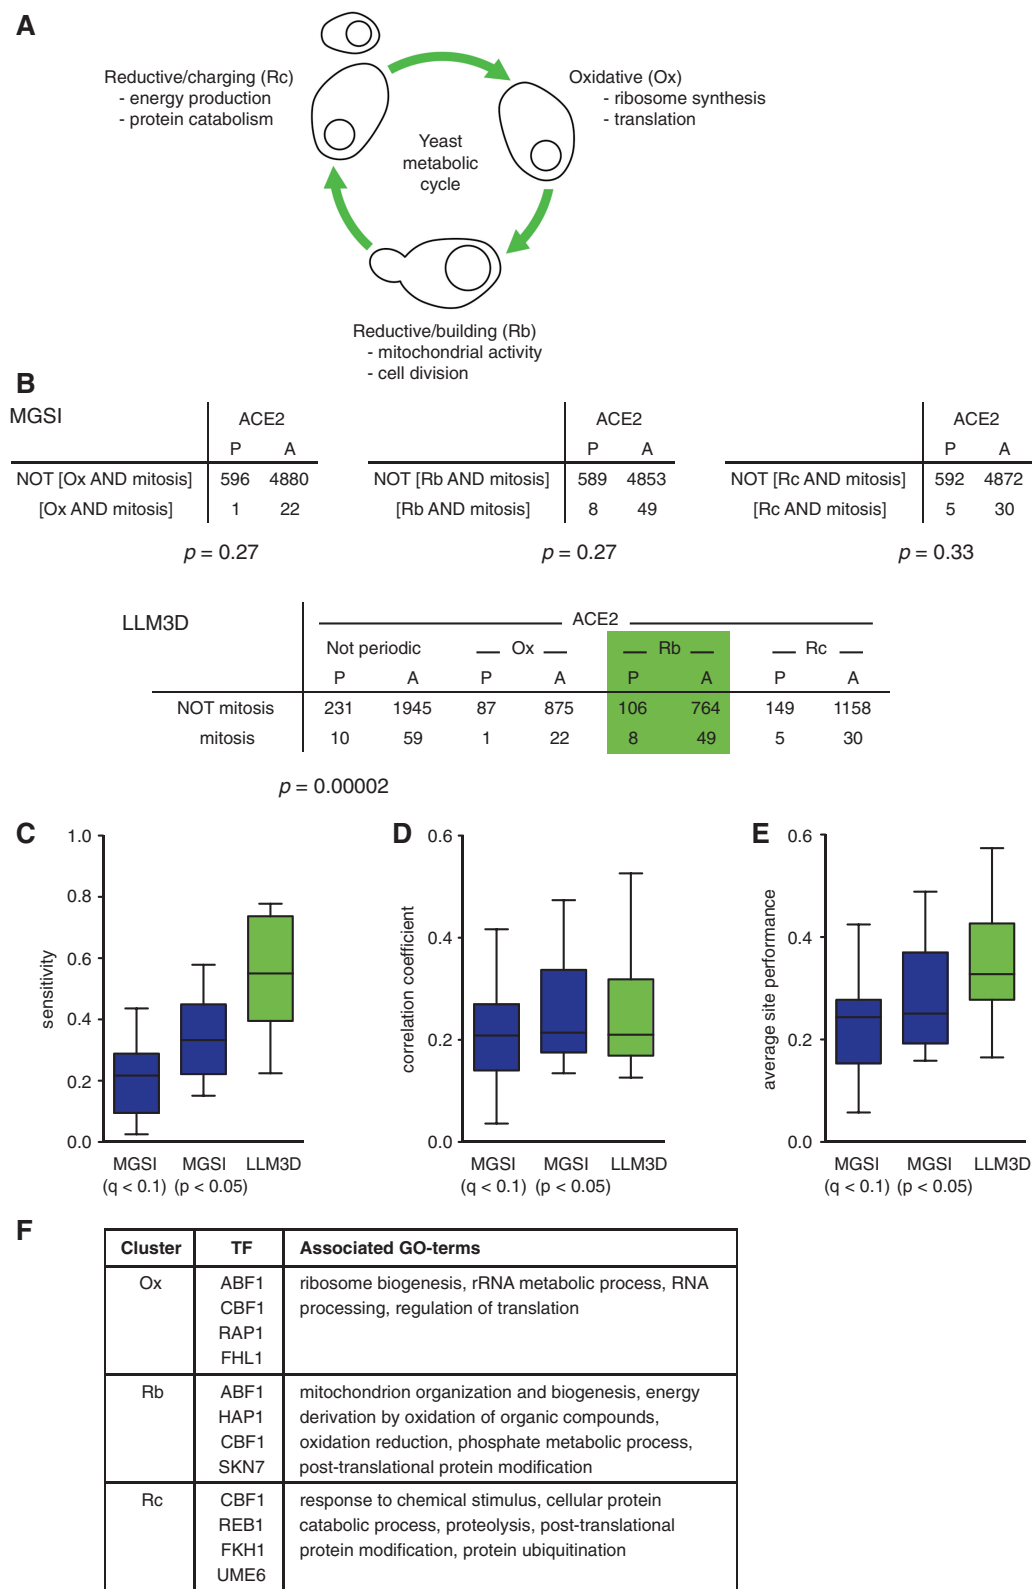 A
Reductive/charging (Rc)
- energy production
- protein catabolism
Oxidative (Ox)
- ribosome synthesis
- translation
Yeast
metabolic
cycle
Reductive/building (Rb)
- mitochondrial activity
- cell division
B
MGSI
ACE2
P A
NOT [Ox AND mitosis] 596 4880
[Ox AND mitosis] 1 22
p = 0.27
ACE2
P A
NOT [Rb AND mitosis] 589 4853
[Rb AND mitosis] 8 49
p = 0.27
ACE2
P A
NOT [Rc AND mitosis] 592 4872
[Rc AND mitosis] 5 30
p = 0.33
LLM3D
ACE2
Not periodic Ox Rb Rc
P A P A P A P A
NOT mitosis 231 1945 87 875 106 764 149 1158
mitosis 10 59 1 22 8 49 5 30
p = 0.00002
C
sensitivity
1.0
0.8
0.6
0.4
0.2
0.0
MGSI MGSI LLM3D
(q < 0.1) (p < 0.05)
D
correlation coefficient
0.6
0.4
0.2
0.0
MGSI MGSI LLM3D
(q < 0.1) (p < 0.05)
E
average site performance
0.6
0.4
0.2
0.0
MGSI MGSI LLM3D
(q < 0.1) (p < 0.05)
F
Cluster TF Associated GO-terms
Ox ABF1 ribosome biogenesis, rRNA metabolic process, RNA
CBF1 processing, regulation of translation
RAP1
FHL1
Rb ABF1 mitochondrion organization and biogenesis, energy
HAP1 derivation by oxidation of organic compounds,
CBF1 oxidation reduction, phosphate metabolic process,
SKN7 post-translational protein modification
Rc CBF1 response to chemical stimulus, cellular protein
REB1 catabolic process, proteolysis, post-translational
FKH1 protein modification, protein ubiquitination
UME6